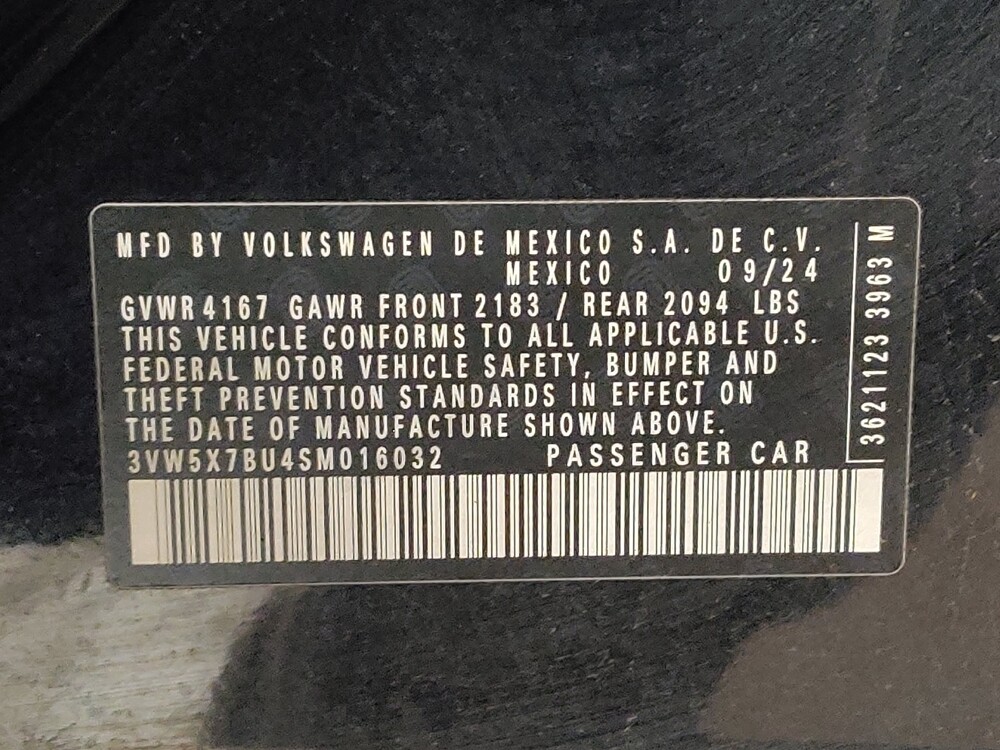 MFD BY VOLKSWAGEN DE MEXICO S.A. DE C.V.
MEXICO 09/24
GVWR 4167 GAWR FRONT 2183 / REAR 2094 LBS
THIS VEHICLE CONFORMS TO ALL APPLICABLE U.S.
FEDERAL MOTOR VEHICLE SAFETY, BUMPER AND
THEFT PREVENTION STANDARDS IN EFFECT ON
THE DATE OF MANUFACTURE SHOWN ABOVE.
3VW5X7BU4SM016032 PASSENGER CAR
3621123 3963 M